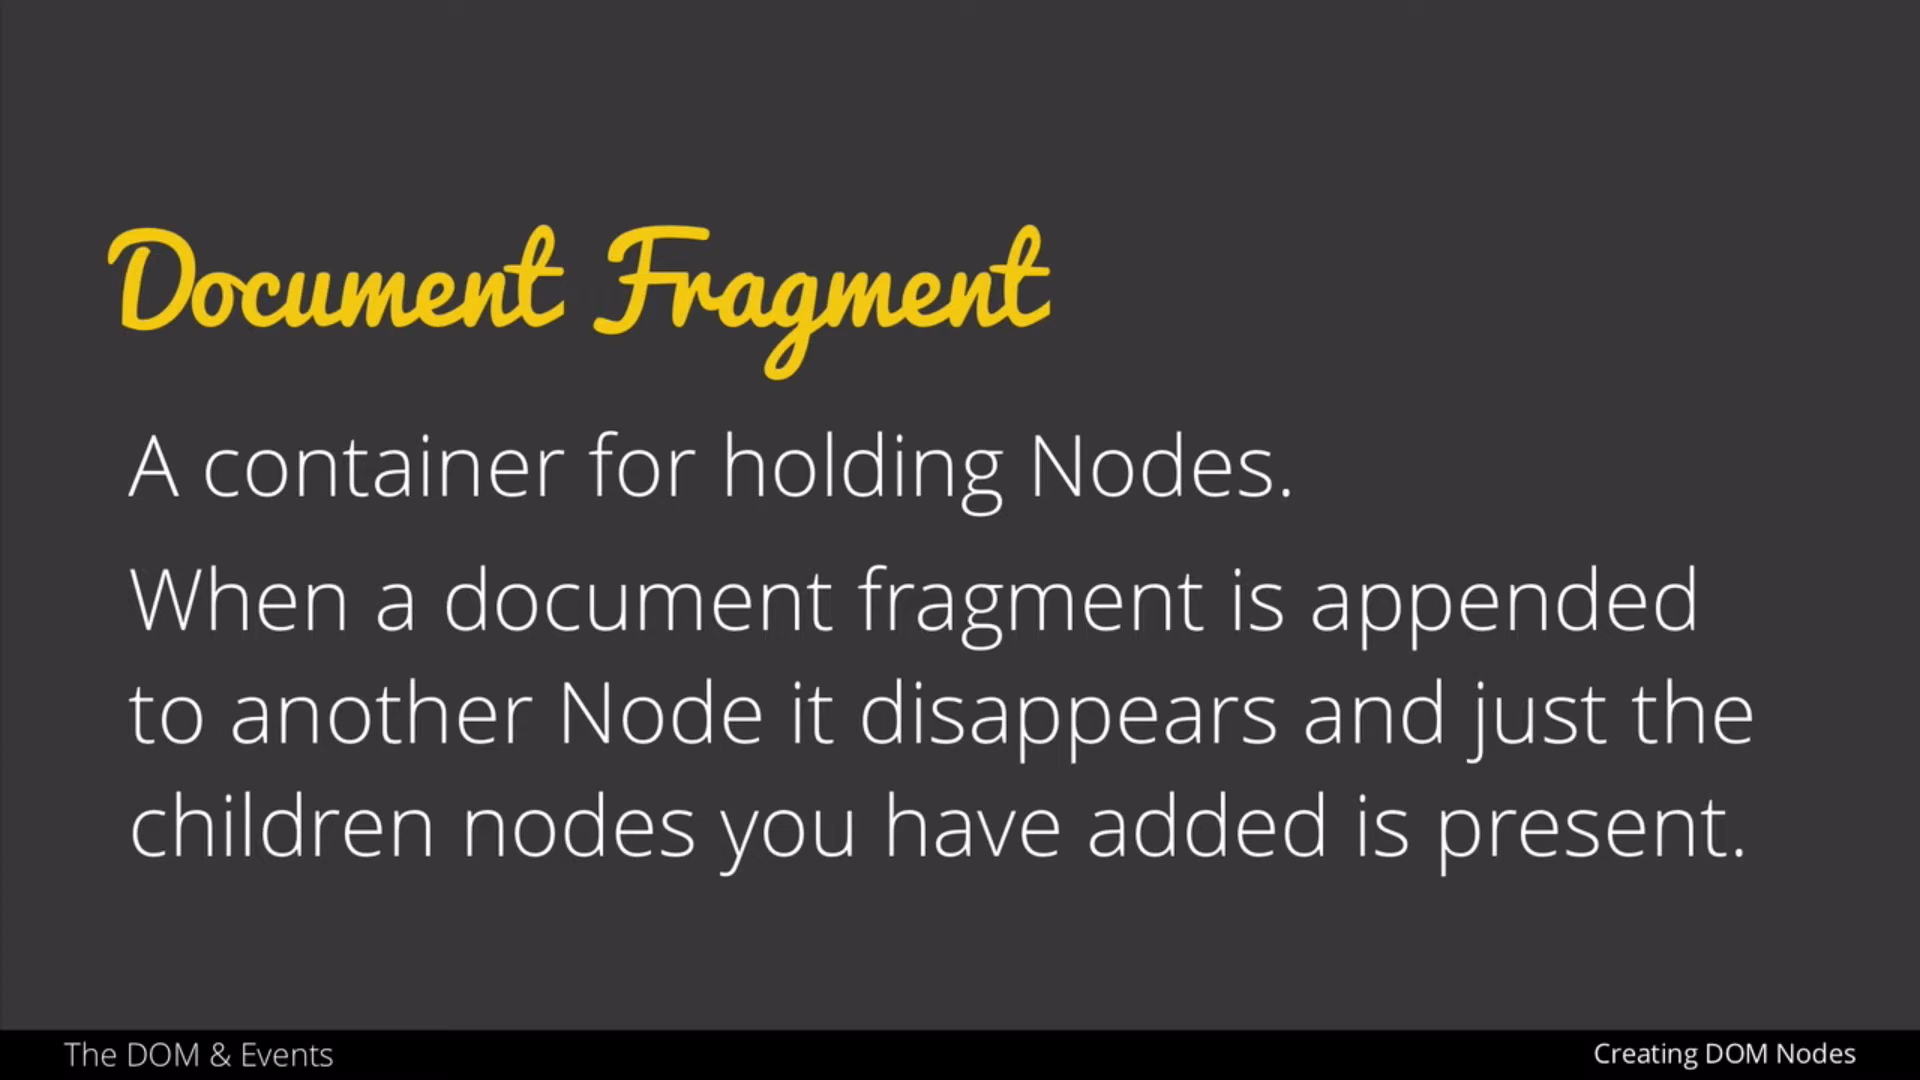 Document Fragment
A container for holding Nodes.
When a document fragment is appended
to another Node it disappears and just the
children nodes you have added is present.
The DOM & Events
Creating DOM Nodes